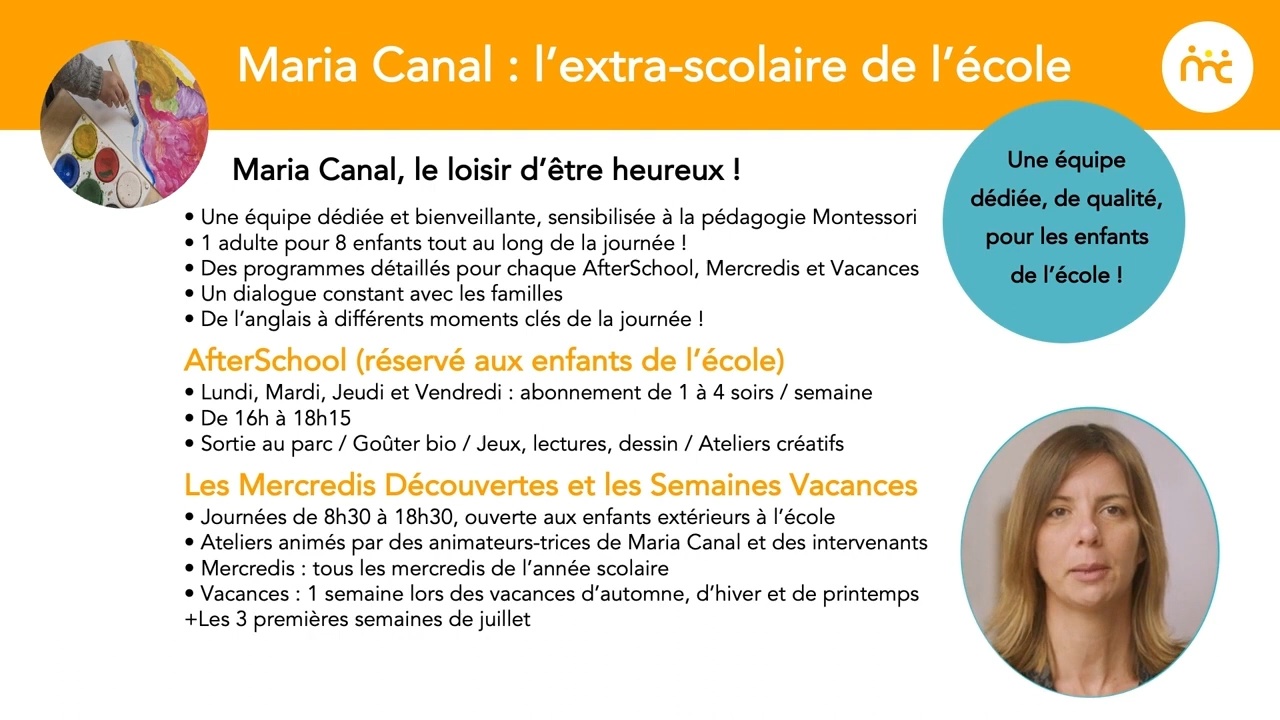 Maria Canal : l’extra-scolaire de l’école
Maria Canal, le loisir d’être heureux !
• Une équipe dédiée et bienveillante, sensibilisée à la pédagogie Montessori
• 1 adulte pour 8 enfants tout au long de la journée !
• Des programmes détaillés pour chaque AfterSchool, Mercredis et Vacances
• Un dialogue constant avec les familles
• De l’anglais à différents moments clés de la journée !
Une équipe
dédiée, de qualité,
pour les enfants
de l’école !
AfterSchool (réservé aux enfants de l’école)
• Lundi, Mardi, Jeudi et Vendredi : abonnement de 1 à 4 soirs / semaine
• De 16h à 18h15
• Sortie au parc / Goûter bio / Jeux, lectures, dessin / Ateliers créatifs
Les Mercredis Découvertes et les Semaines Vacances
• Journées de 8h30 à 18h30, ouverte aux enfants extérieurs à l’école
• Ateliers animés par des animateurs-trices de Maria Canal et des intervenants
• Mercredis : tous les mercredis de l’année scolaire
• Vacances : 1 semaine lors des vacances d’automne, d’hiver et de printemps
+Les 3 premières semaines de juillet